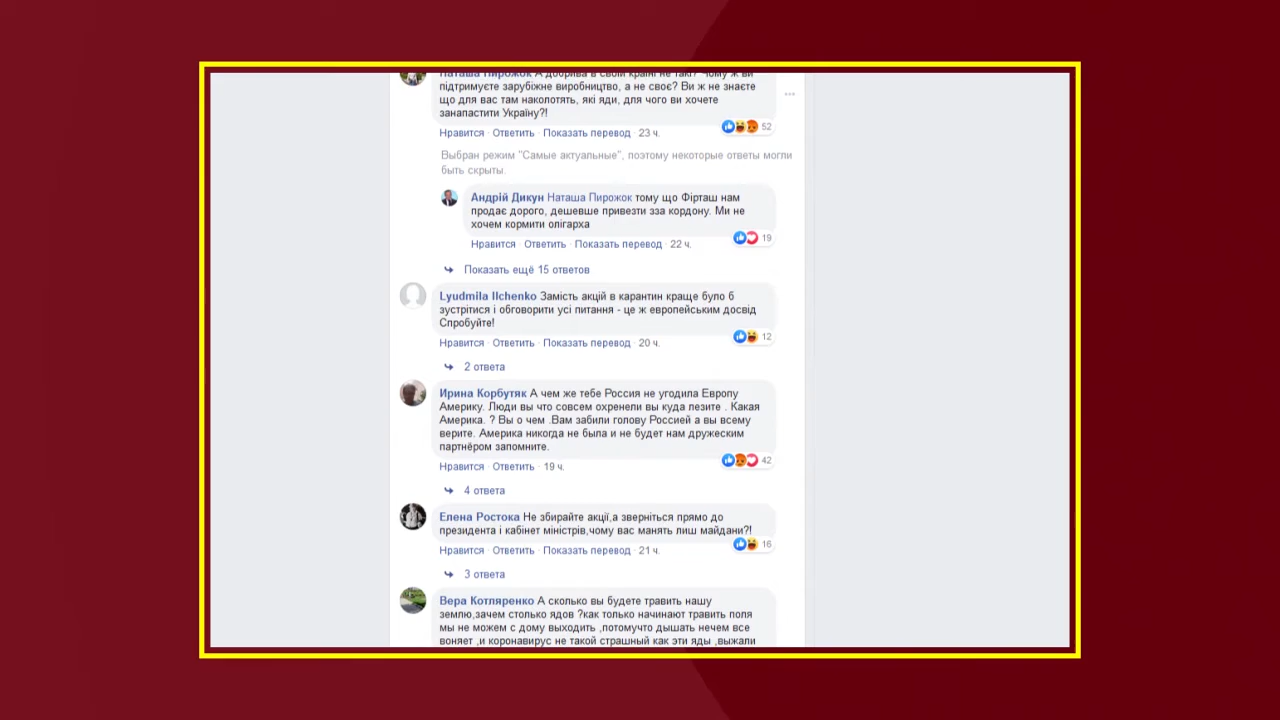 Наташа Пирожок А добрива в своїй країні не такі? Чому ж ви
підтримуєте зарубіжне виробництво, а не своє? Ви ж не знаєте
що для вас там наколотять, які яди, для чого ви хочете
занапастити Україну?!
52
Нравится · Ответить · Показать перевод · 23 ч.
Выбран режим "Самые актуальные", поэтому некоторые ответы могли
быть скрыты.
Андрій Дикун Наташа Пирожок тому що Фірташ нам
продає дорого, дешевше привезти зза кордону. Ми не
хочем кормити олігарха
19
Нравится · Ответить · Показать перевод · 22 ч.
Показать ещё 15 ответов
Lyudmila Ilchenko Замість акцій в карантин краще було б
зустрітися і обговорити усі питання - це ж европейським досвід
Спробуйте!
12
Нравится · Ответить · Показать перевод · 20 ч.
2 ответа
Ирина Корбутяк А чем же тебе Россия не угодила Европу
Америку. Люди вы что совсем охренели вы куда лезите . Какая
Америка. ? Вы о чем .Вам забили голову Россией а вы всему
верите. Америка никогда не была и не будет нам дружеским
партнёром запомните.
42
Нравится · Ответить · 19 ч.
4 ответа
Елена Ростока Не збирайте акції,а зверніться прямо до
президента і кабінет міністрів,чому вас манять лиш майдани?!
16
Нравится · Ответить · Показать перевод · 21 ч.
3 ответа
Вера Котляренко А сколько вы будете травить нашу
землю,зачем столько ядов ?как только начинают травить поля
мы не можем с дому выходить ,потомучто дышать нечем все
воняет ,и коронавирус не такой страшный как эти яды ,выжали